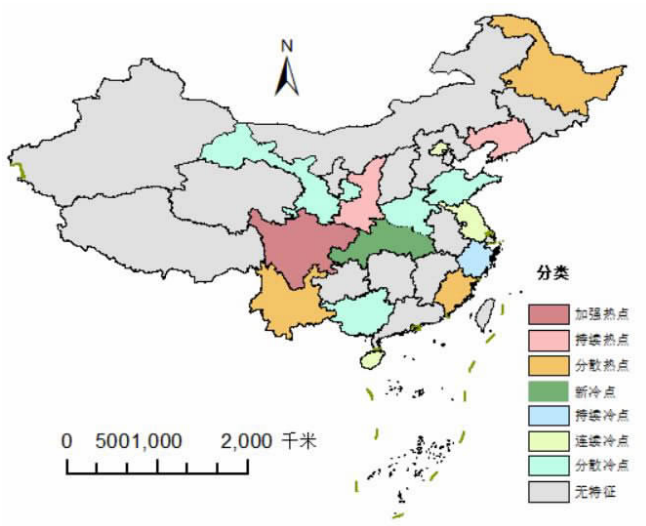 N
分类
加强热点
持续热点
分散热点
新冷点
持续冷点
连续冷点
分散冷点
无特征
0 5001,000 2,000 千米